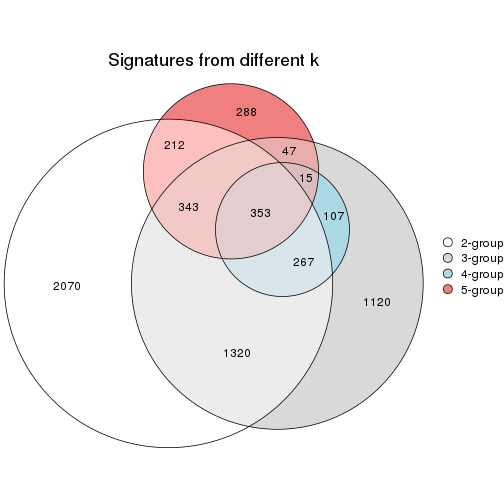 Signatures from different k
288
212
47
15
343
353
107
267
2070
1120
1320
2-group
3-group
4-group
5-group